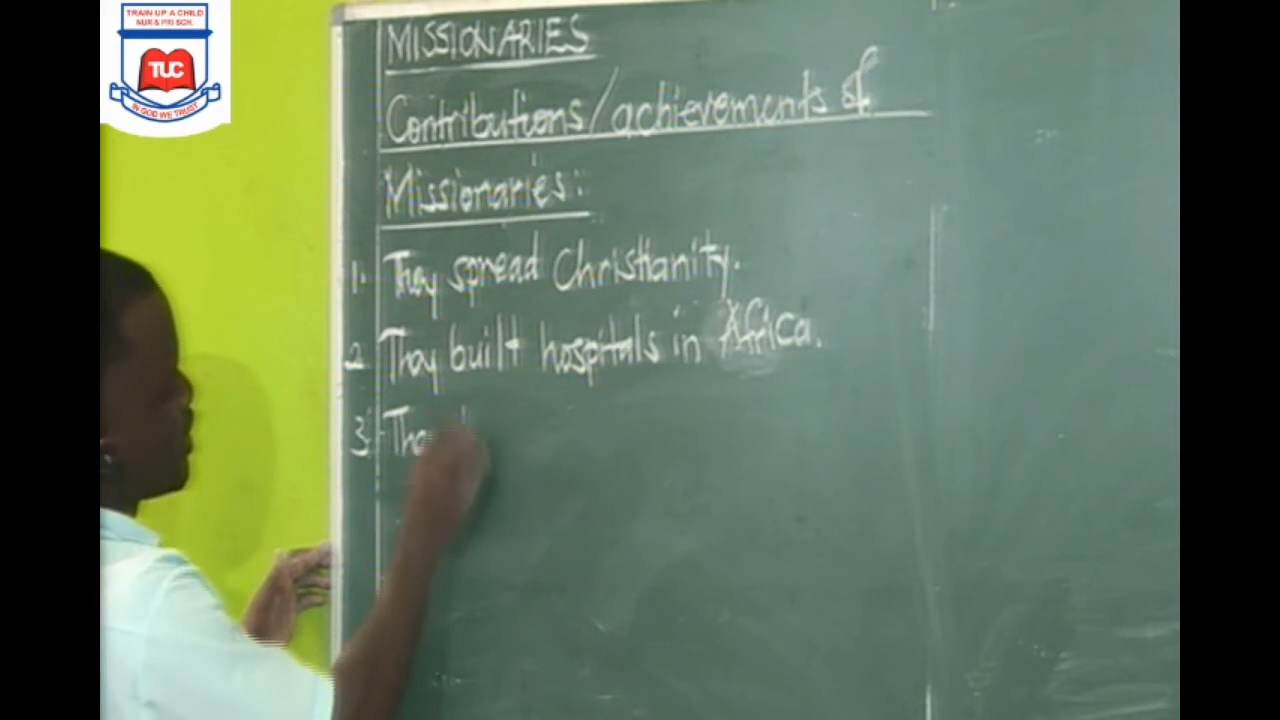 TRAIN UP A CHILD
NUR & PRI SCH.
TUC
IN GOD WE TRUST
MISSIONARIES
Contributions/achievements of
Missionaries:
1. They spread Christianity.
2. They built hospitals in Africa.
3.